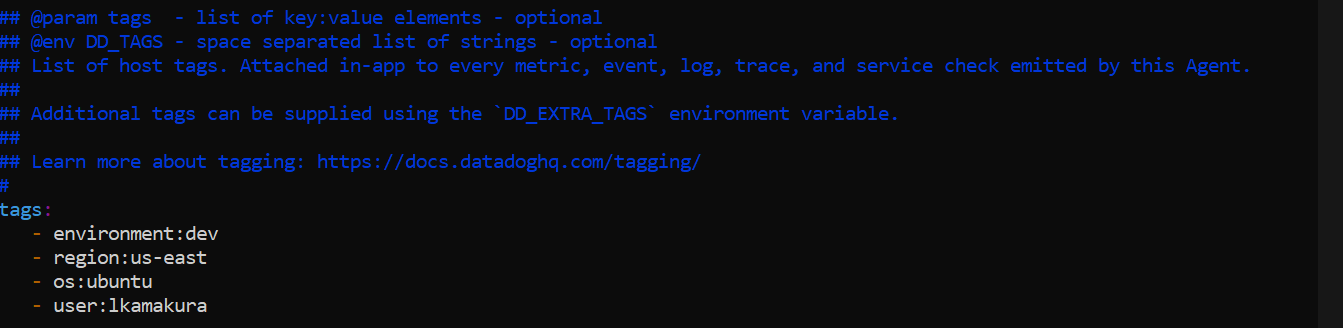 ## @param tags  - list of key:value elements - optional
## @env DD_TAGS - space separated list of strings - optional
## List of host tags. Attached in-app to every metric, event, log, trace, and service check emitted by this Agent.
##
## Additional tags can be supplied using the `DD_EXTRA_TAGS` environment variable.
##
## Learn more about tagging: https://docs.datadoghq.com/tagging/
#
tags:
   - environment:dev
   - region:us-east
   - os:ubuntu
   - user:lkamakura